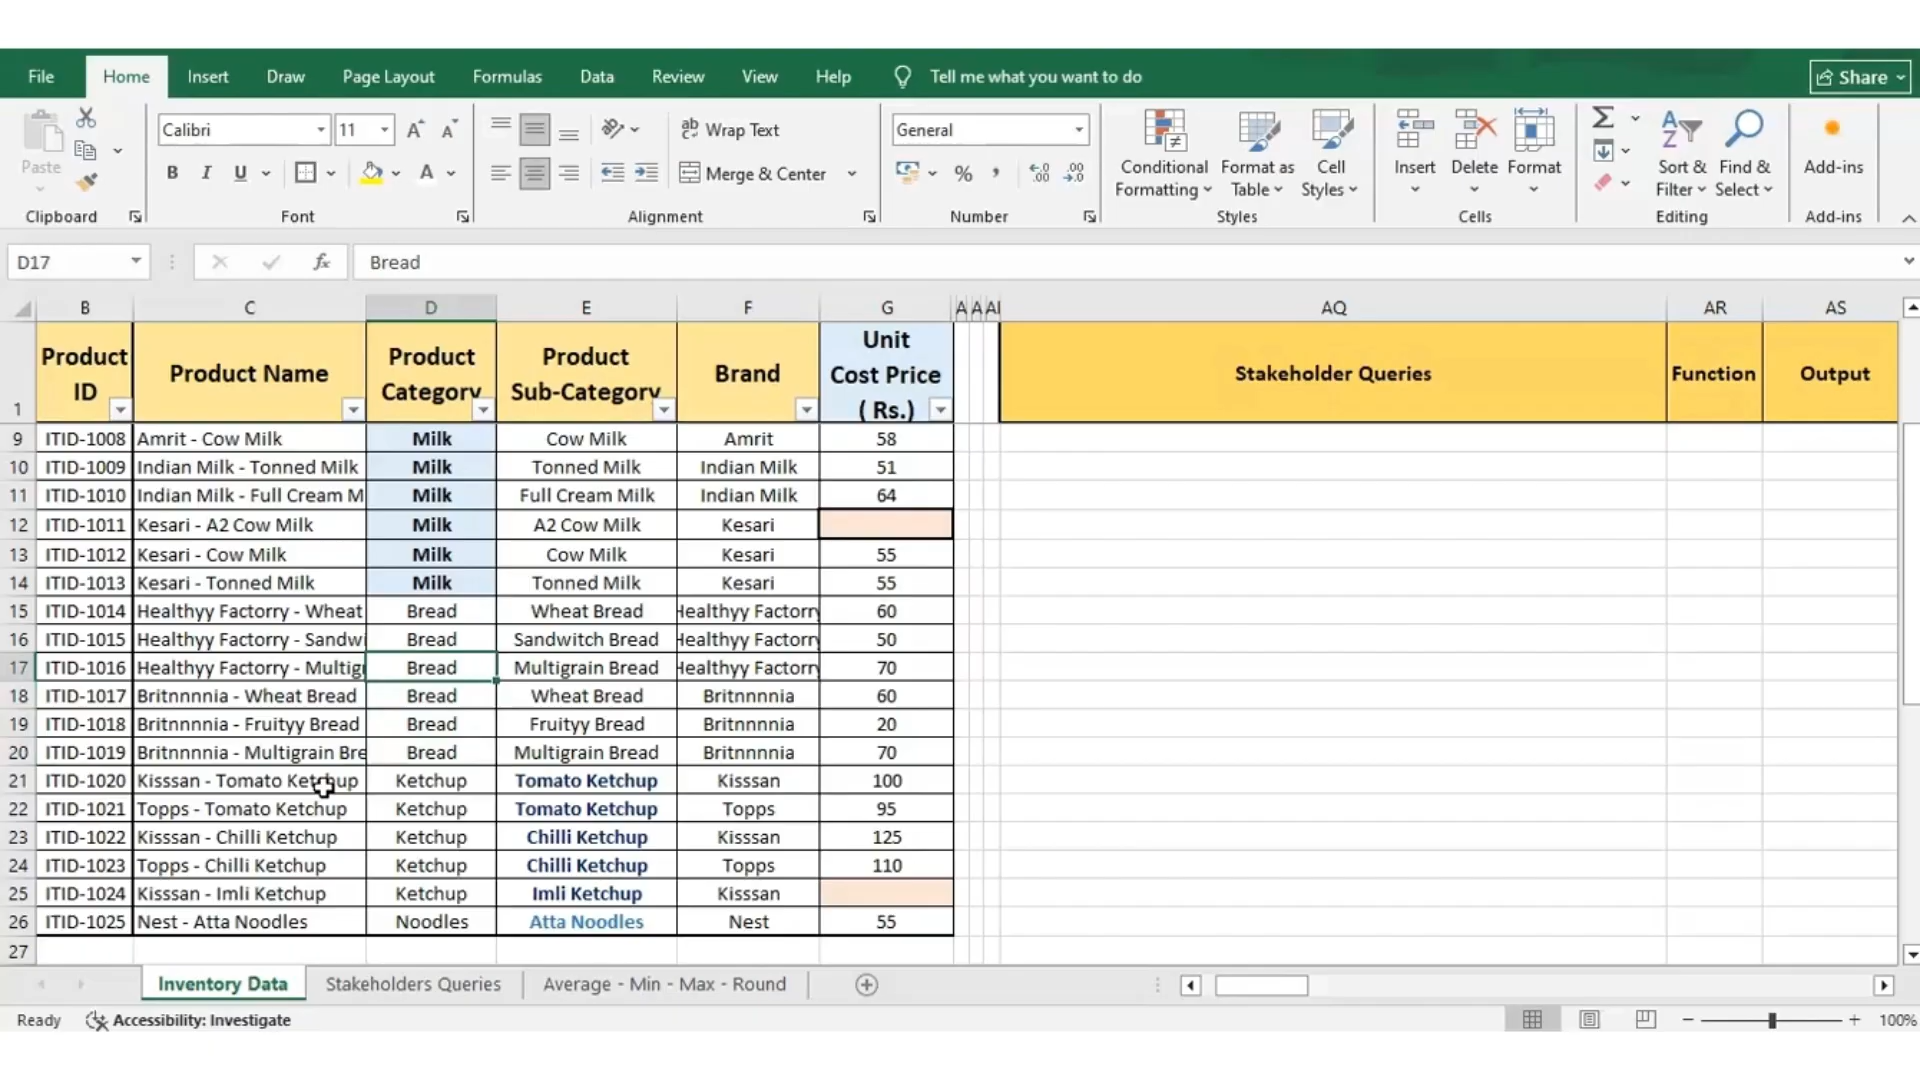 File Home Insert Draw Page Layout Formulas Data Review View Help Tell me what you want to do Share
Calibri 11 Wrap Text General
Paste Merge & Center Conditional Formatting Format as Table Cell Styles Insert Delete Format Sort & Filter Find & Select Add-ins
Clipboard Font Alignment Number Styles Cells Editing Add-ins
D17 fx Bread
B C D E F G A A AI AQ AR AS
1 Product ID Product Name Product Category Product Sub-Category Brand Unit Cost Price ( Rs.) Stakeholder Queries Function Output
9 ITID-1008 Amrit - Cow Milk Milk Cow Milk Amrit 58
10 ITID-1009 Indian Milk - Tonned Milk Milk Tonned Milk Indian Milk 51
11 ITID-1010 Indian Milk - Full Cream M Milk Full Cream Milk Indian Milk 64
12 ITID-1011 Kesari - A2 Cow Milk Milk A2 Cow Milk Kesari
13 ITID-1012 Kesari - Cow Milk Milk Cow Milk Kesari 55
14 ITID-1013 Kesari - Tonned Milk Milk Tonned Milk Kesari 55
15 ITID-1014 Healthyy Factorry - Wheat Bread Wheat Bread Healthyy Factorry 60
16 ITID-1015 Healthyy Factorry - Sandwi Bread Sandwitch Bread Healthyy Factorry 50
17 ITID-1016 Healthyy Factorry - Multigr Bread Multigrain Bread Healthyy Factorry 70
18 ITID-1017 Britnnnnia - Wheat Bread Bread Wheat Bread Britnnnnia 60
19 ITID-1018 Britnnnnia - Fruityy Bread Bread Fruityy Bread Britnnnnia 20
20 ITID-1019 Britnnnnia - Multigrain Bre Bread Multigrain Bread Britnnnnia 70
21 ITID-1020 Kisssan - Tomato Ketchup Ketchup Tomato Ketchup Kisssan 100
22 ITID-1021 Topps - Tomato Ketchup Ketchup Tomato Ketchup Topps 95
23 ITID-1022 Kisssan - Chilli Ketchup Ketchup Chilli Ketchup Kisssan 125
24 ITID-1023 Topps - Chilli Ketchup Ketchup Chilli Ketchup Topps 110
25 ITID-1024 Kisssan - Imli Ketchup Ketchup Imli Ketchup Kisssan
26 ITID-1025 Nest - Atta Noodles Noodles Atta Noodles Nest 55
27
Inventory Data Stakeholders Queries Average - Min - Max - Round
Ready Accessibility: Investigate 100%